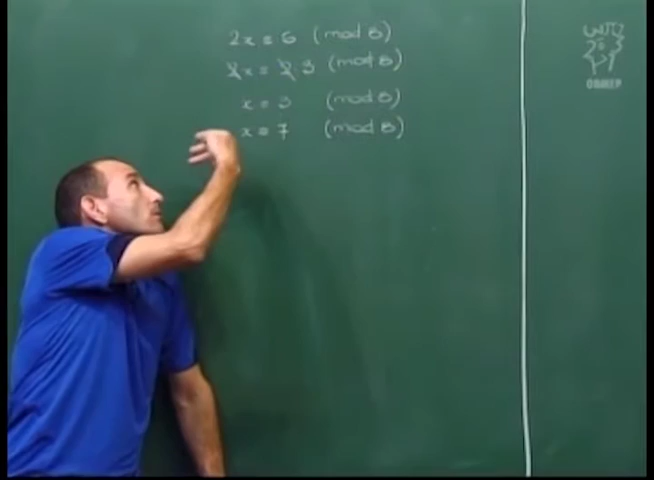 2x ≡ 6 (mod 8)
2x ≡ 2 3 (mod 8)
x ≡ 3 (mod 8)
x ≡ 7 (mod 8)
OBMEP